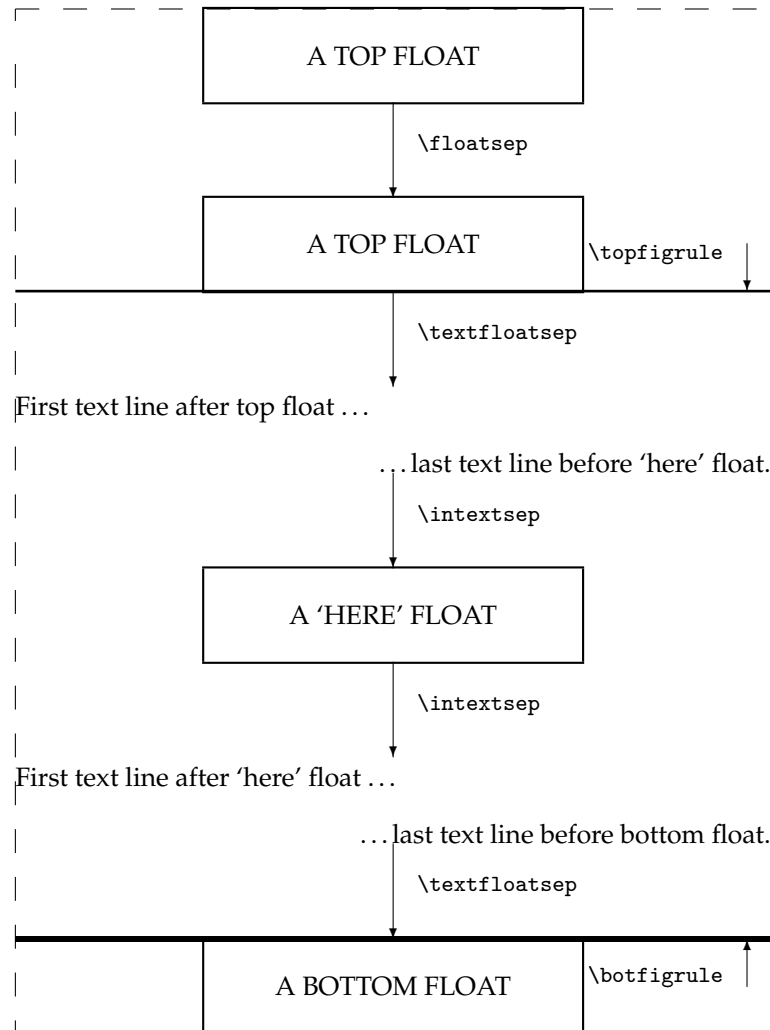 A TOP FLOAT
\floatsep
A TOP FLOAT
\topfigrule
\textfloatsep
First text line after top float …
… last text line before ‘here’ float.
\intextsep
A ‘HERE’ FLOAT
\intextsep
First text line after ‘here’ float …
… last text line before bottom float.
\textfloatsep
A BOTTOM FLOAT
\botfigrule